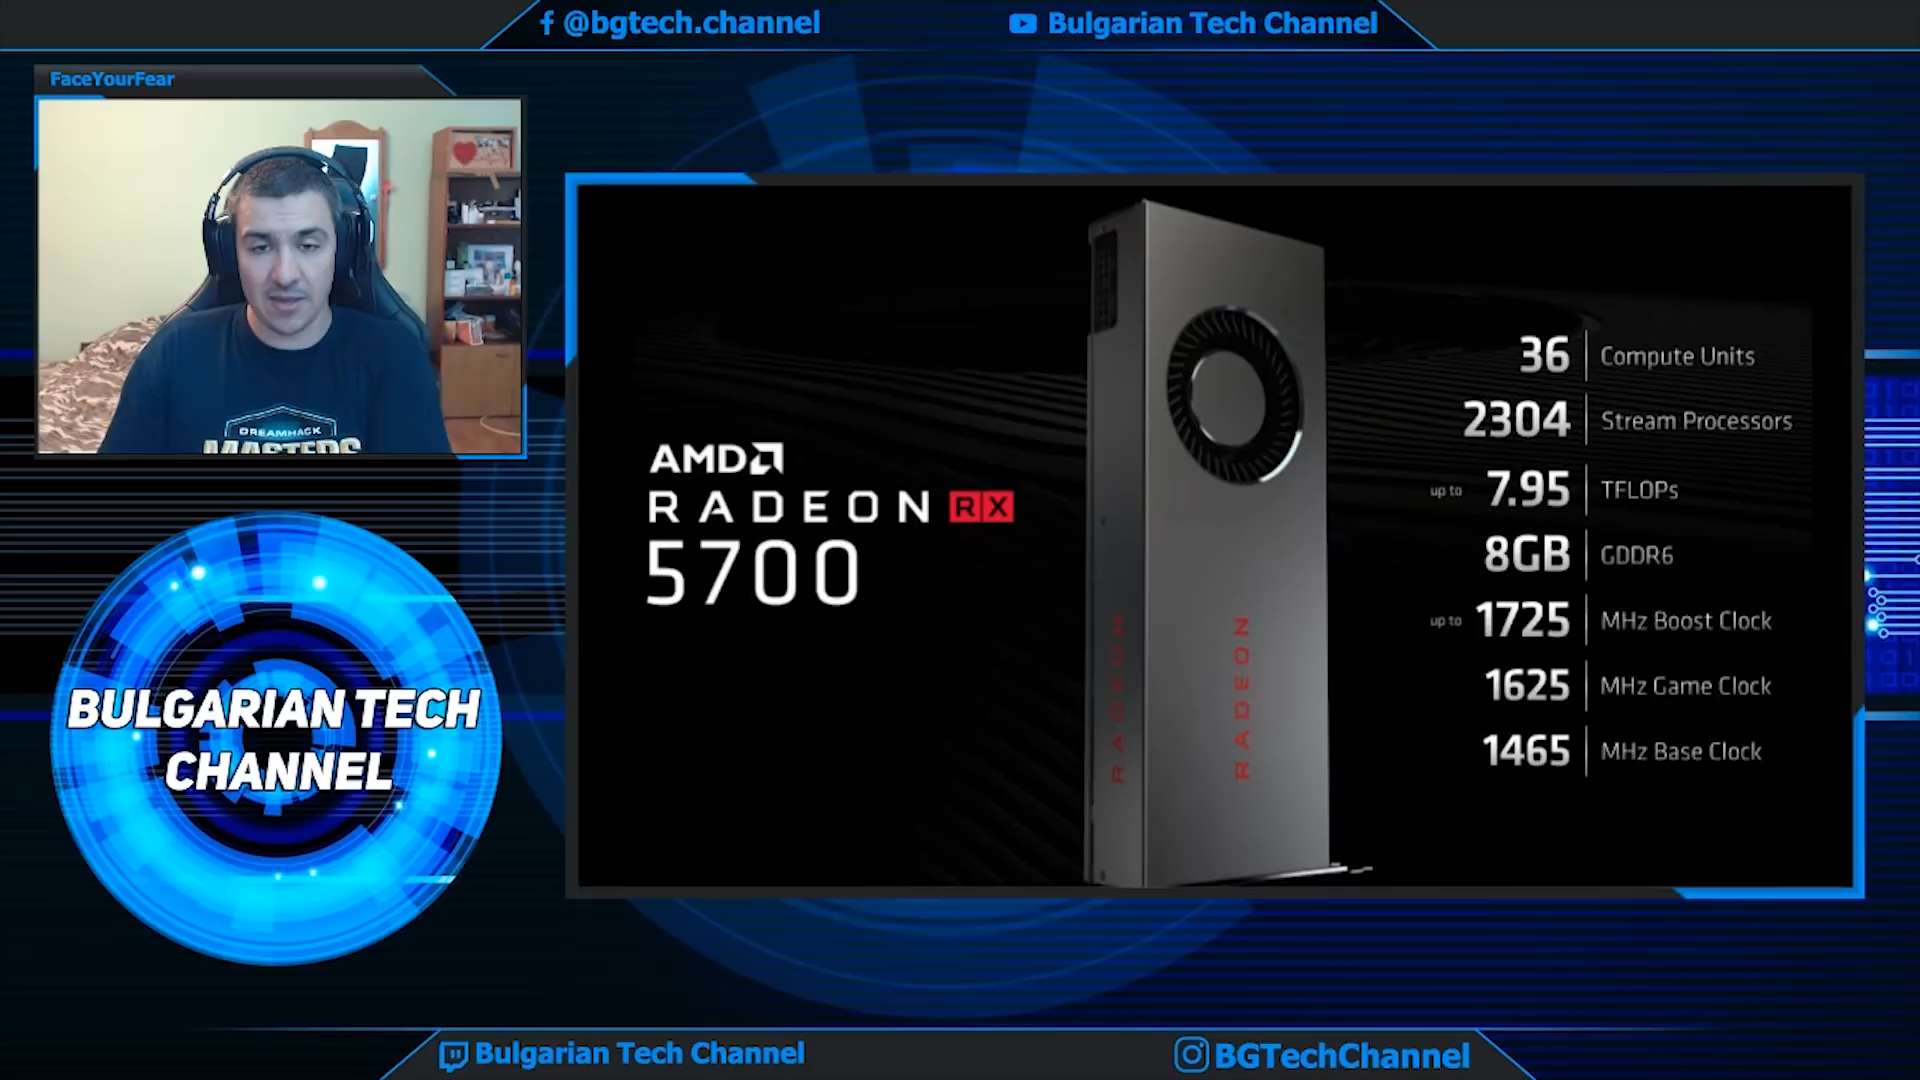 @bgtech.channel
Bulgarian Tech Channel
FaceYourFear
DREAMHACK
MASTERS
AMD
RADEON RX
5700
RADEON
RADEON
36 Compute Units
2304 Stream Processors
up to 7.95 TFLOPs
8GB GDDR6
up to 1725 MHz Boost Clock
1625 MHz Game Clock
1465 MHz Base Clock
BULGARIAN TECH
CHANNEL
Bulgarian Tech Channel
BGTechChannel